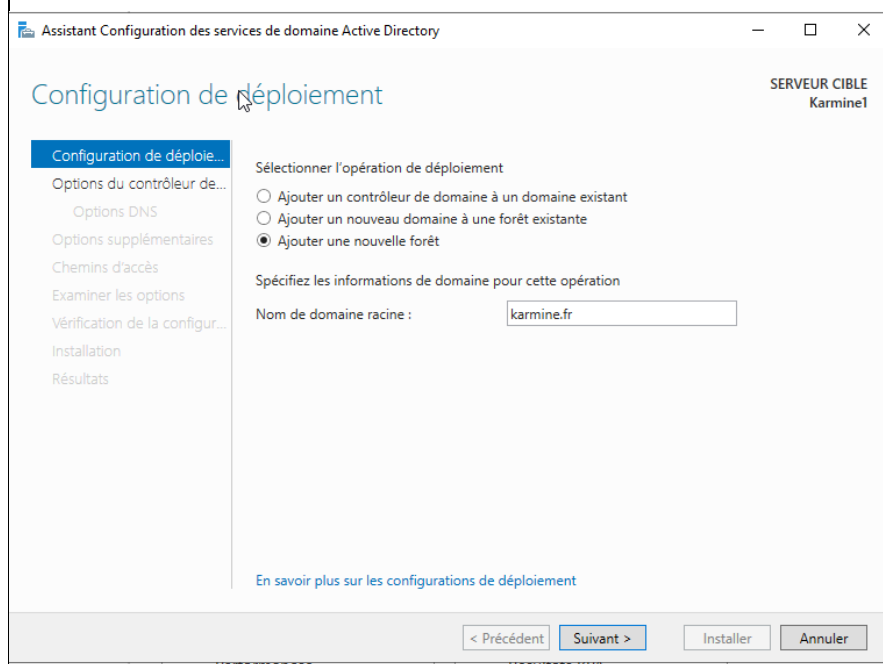 Assistant Configuration des services de domaine Active Directory
Configuration de déploiement
SERVEUR CIBLE
Karmine1
Configuration de déploie...
Options du contrôleur de...
Options DNS
Options supplémentaires
Chemins d'accès
Examiner les options
Vérification de la configur...
Installation
Résultats
Sélectionner l'opération de déploiement
Ajouter un contrôleur de domaine à un domaine existant
Ajouter un nouveau domaine à une forêt existante
Ajouter une nouvelle forêt
Spécifiez les informations de domaine pour cette opération
Nom de domaine racine : karmine.fr
En savoir plus sur les configurations de déploiement
< Précédent Suivant > Installer Annuler